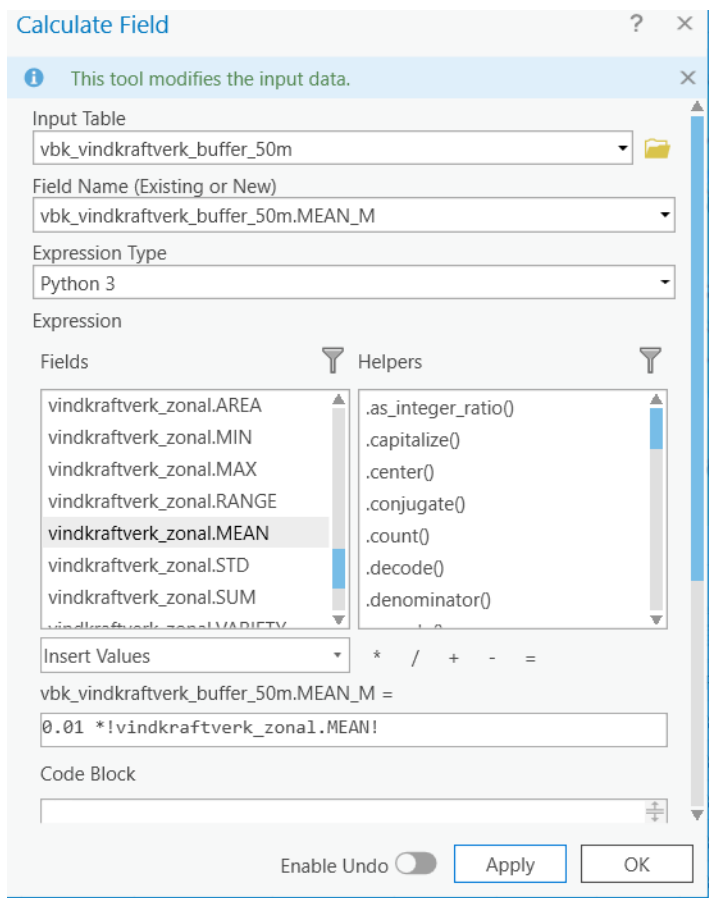 Calculate Field ? ×
This tool modifies the input data. ×
Input Table
vbk_vindkraftverk_buffer_50m
Field Name (Existing or New)
vbk_vindkraftverk_buffer_50m.MEAN_M
Expression Type
Python 3
Expression
Fields
vindkraftverk_zonal.AREA
vindkraftverk_zonal.MIN
vindkraftverk_zonal.MAX
vindkraftverk_zonal.RANGE
vindkraftverk_zonal.MEAN
vindkraftverk_zonal.STD
vindkraftverk_zonal.SUM
vindkraftverk_zonal.VARIETY
Helpers
.as_integer_ratio()
.capitalize()
.center()
.conjugate()
.count()
.decode()
.denominator()
Insert Values
* / + - =
vbk_vindkraftverk_buffer_50m.MEAN_M =
0.01 *!vindkraftverk_zonal.MEAN!
Code Block
Enable Undo
Apply
OK